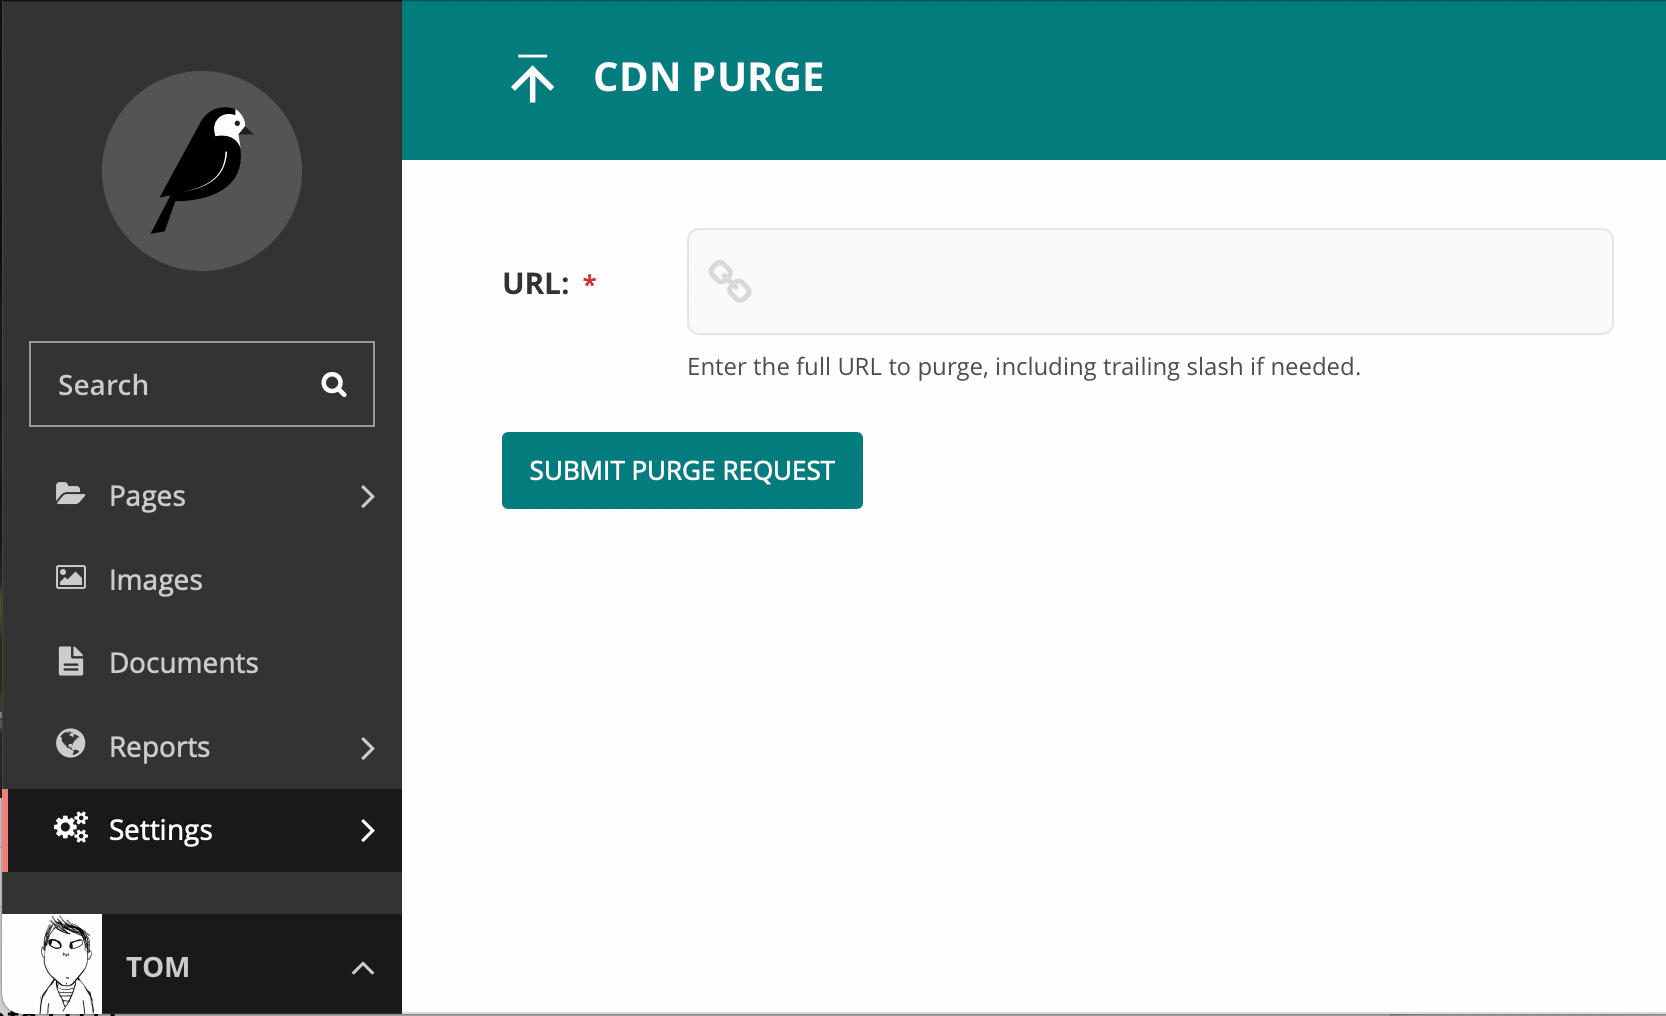 CDN PURGE
Search
Pages
Images
Documents
Reports
Settings
TOM
URL: *
Enter the full URL to purge, including trailing slash if needed.
SUBMIT PURGE REQUEST